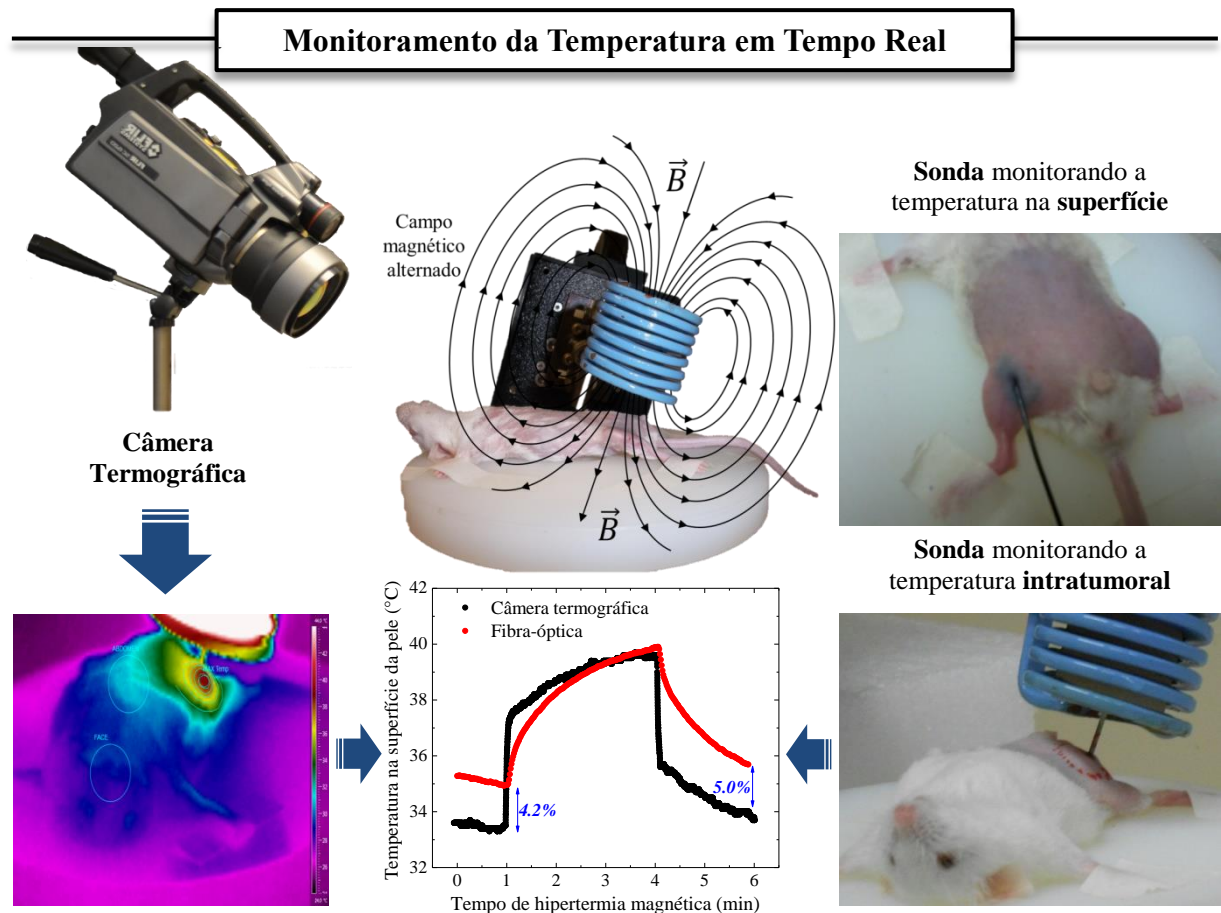 Monitoramento da Temperatura em Tempo Real
Campo
magnético
alternado
B
B
Sonda monitorando a
temperatura na superfície
Câmera
Termográfica
Sonda monitorando a
temperatura intratumoral
FACE
Temperatura na superfície da pele (°C)
42
40
38
36
34
32
Câmera termográfica
Fibra-óptica
4.2%
5.0%
0 1 2 3 4 5 6
Tempo de hipertermia magnética (min)